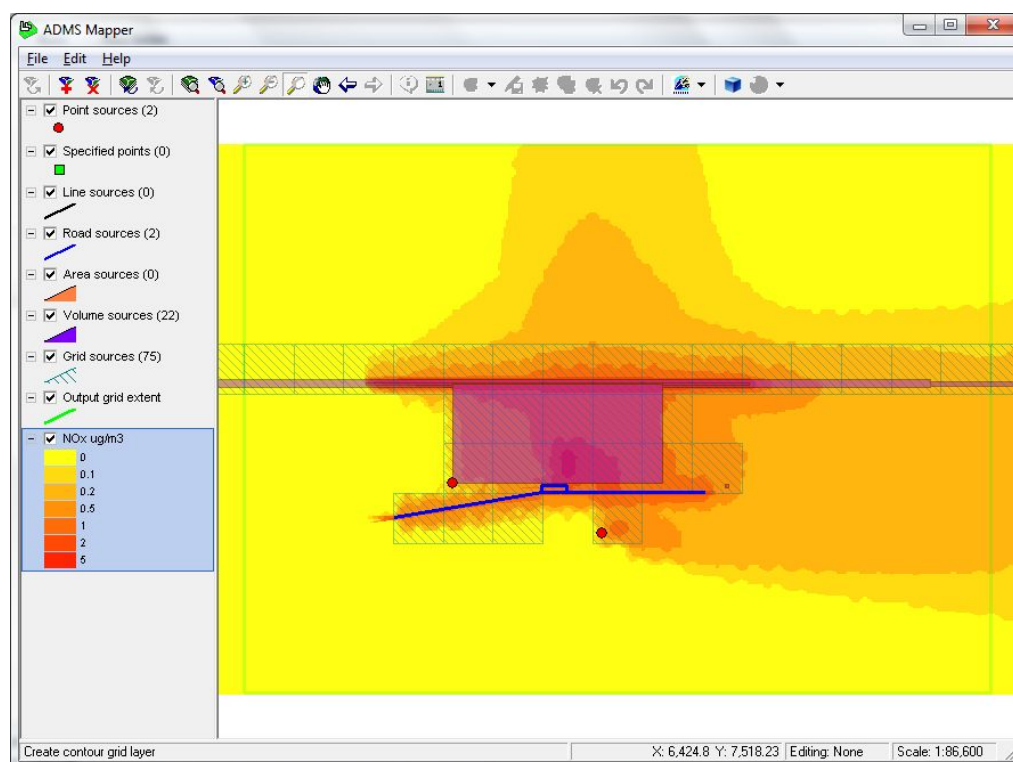 ADMS Mapper
File Edit Help
Point sources (2)
Specified points (0)
Line sources (0)
Road sources (2)
Area sources (0)
Volume sources (22)
Grid sources (75)
Output grid extent
NOx ug/m3
0
0.1
0.2
0.5
1
2
5
Create contour grid layer
X: 6,424.8 Y: 7,518.23
Editing: None
Scale: 1:86,600